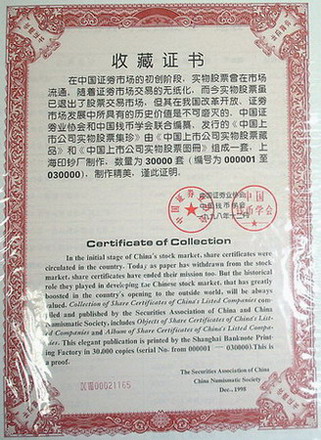 收藏证书
在中国证券市场的初创阶段，实物股票曾在市场
流通，随着证券市场交易的无纸化，而今实物股票虽
已退出了股票交易市场，但其在我国改革开放、证券
市场发展中所具有的历史价值是不可磨灭的。中国证
券业协会和中国钱币学会联合编纂、发行的《中国上
市公司实物股票集珍》由《中国上市公司实物股票藏
品》和《中国上市公司实物股票图册》组成一套，上
海印钞厂制作，数量为30000套（编号为000001至
030000），制作精美，谨此证明。
中国证券业协会
中国钱币学会
一九九八年十二月
Certificate of Collection
In the initial stage of China's stock market, share certificates were
circulated in the country. Today as paper has withdrawn from the stock
market, share certificates have ended their mission too. But the historical
role they played in developing the Chinese stock market, that has greatly
boosted in the country's opening to the outside world, will be always
valued. Collection of Share Certificates of China's Listed Companies com
piled and published by the Securities Association of China and China
Numismatic Society, includes Objects of Share Certificates of China's List-
ed Companies and Album of Share Certificates of China's Listed Compa-
nies. This elegant publication is printed by the Shanghai Banknote Print-
ing Factory in 30,000 copies (serial No. from 000001 — 030000).This is
a proof.
The Securities Association of China
China Numismatic Society
Dec., 1998
00021165